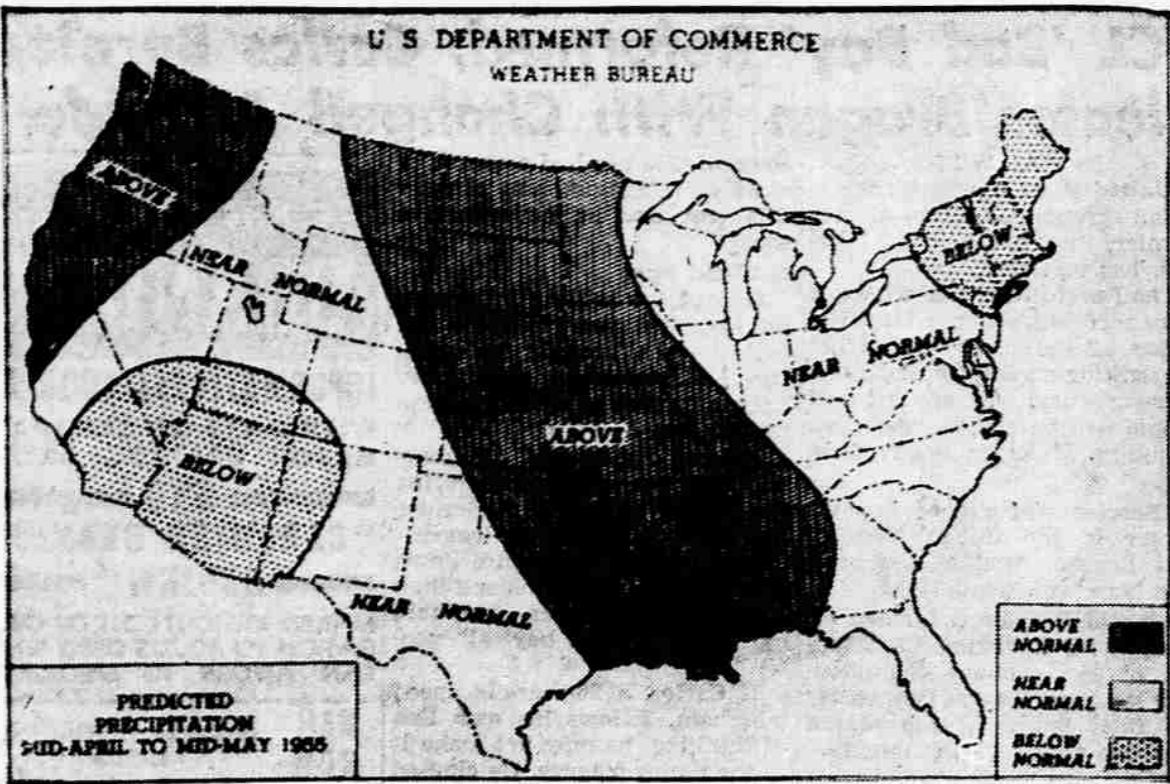 U S DEPARTMENT OF COMMERCE
WEATHER BUREAU
ABOVE
NEAR NORMAL
BELOW
ABOVE
NEAR NORMAL
BELOW
NEAR NORMAL
PREDICTED
PRECIPITATION
MID-APRIL TO MID-MAY 1955
ABOVE
NORMAL
NEAR
NORMAL
BELOW
NORMAL